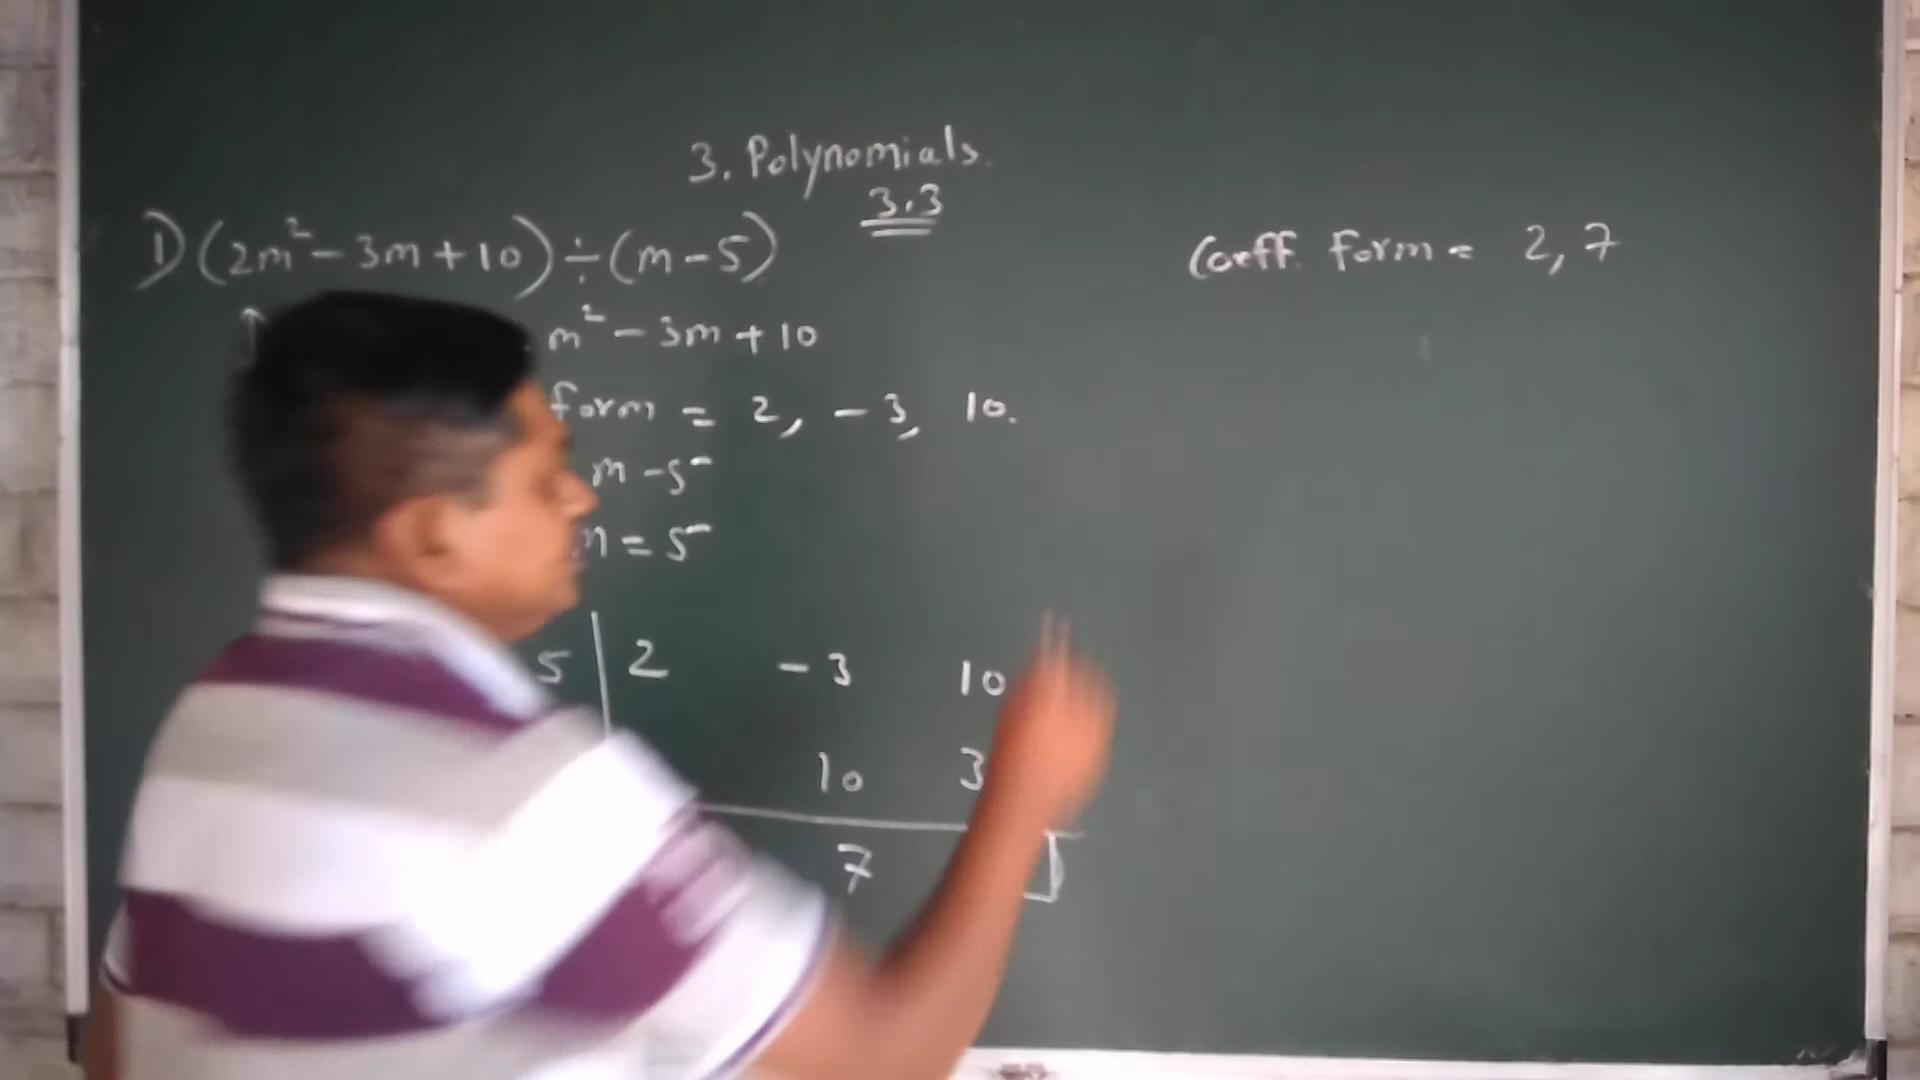 3. Polynomials.
3.3
1) (2m² - 3m + 10) ÷ (m - 5)
m² - 3m + 10
form = 2, -3, 10.
m - 5
m = 5
5 | 2 -3 10
10 3
7
Coeff. form = 2, 7